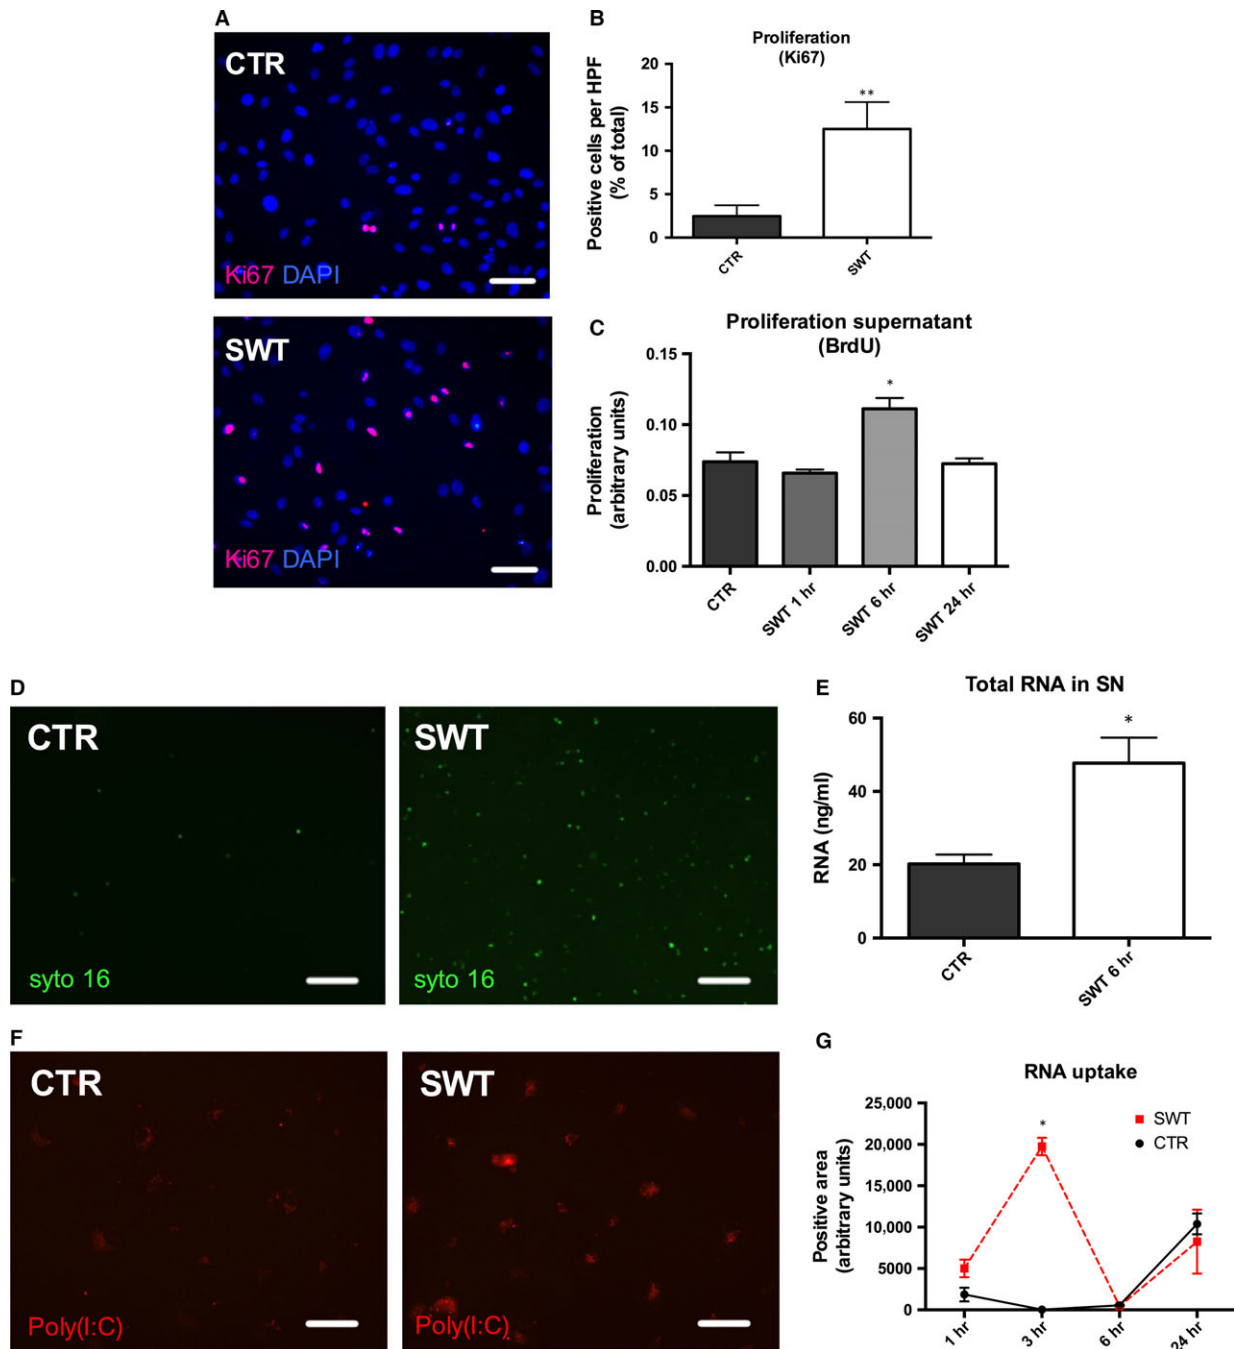 A
CTR
Ki67 DAPI
SWT
Ki67 DAPI
B
Proliferation
(Ki67)
Positive cells per HPF
(% of total)
20
15
10
5
0
**
CTR
SWT
C
Proliferation supernatant
(BrdU)
Proliferation
(arbitrary units)
0.15
0.10
0.05
0.00
*
CTR
SWT 1 hr
SWT 6 hr
SWT 24 hr
D
CTR
syto 16
SWT
syto 16
E
Total RNA in SN
RNA (ng/ml)
60
40
20
0
*
CTR
SWT 6 hr
F
CTR
Poly(I:C)
SWT
Poly(I:C)
G
RNA uptake
Positive area
(arbitrary units)
25,000
20,000
15,000
10,000
5000
0
*
SWT
CTR
1 hr
3 hr
6 hr
24 hr